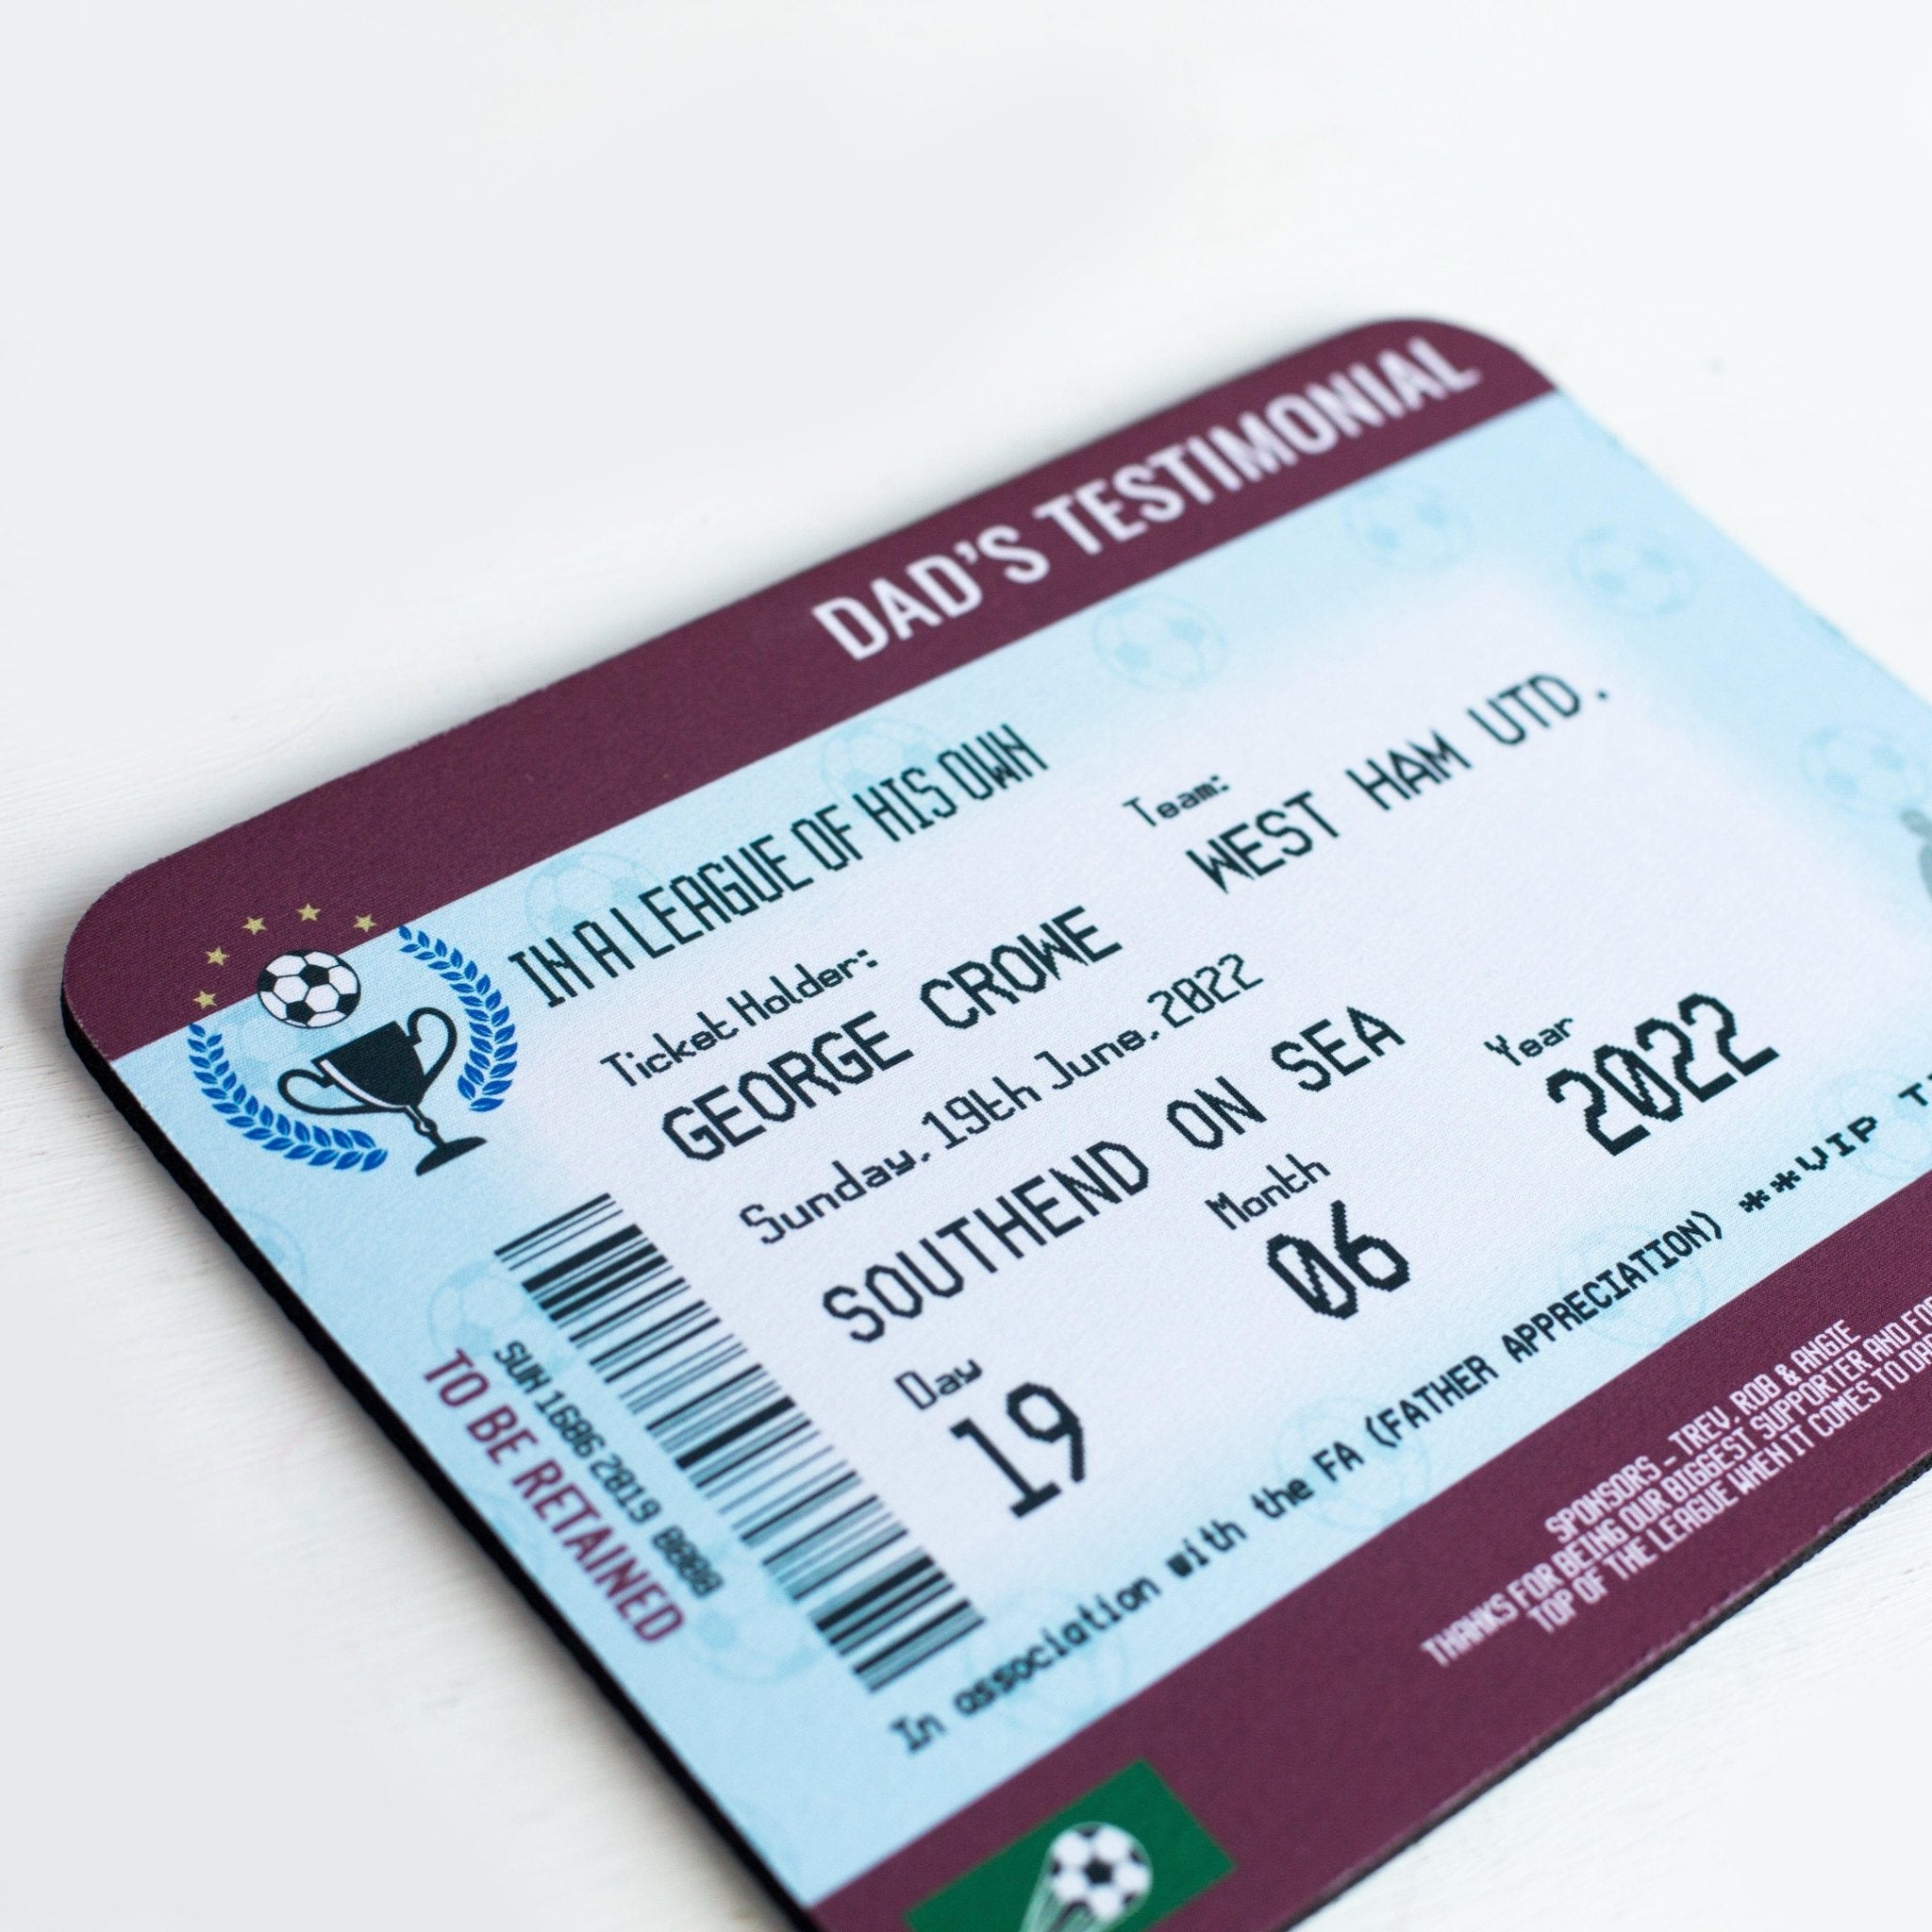 DAD'S TESTIMONIAL
IN A LEAGUE OF HIS OWN
Ticket Holder:
GEORGE CROWE
Team:
WEST HAM UTD.
Sunday, 19th June, 2022
SOUTHEND ON SEA
Day
19
Month
06
Year
2022
In association with the FA (FATHER APPRECIATION) **VIP
SUN 1686 2819 0000
TO BE RETAINED
SPONSORS - TREV, ROB & ANGIE
THANKS FOR BEING OUR BIGGEST SUPPORTER AND
TOP OF THE LEAGUE WHEN IT COMES TO